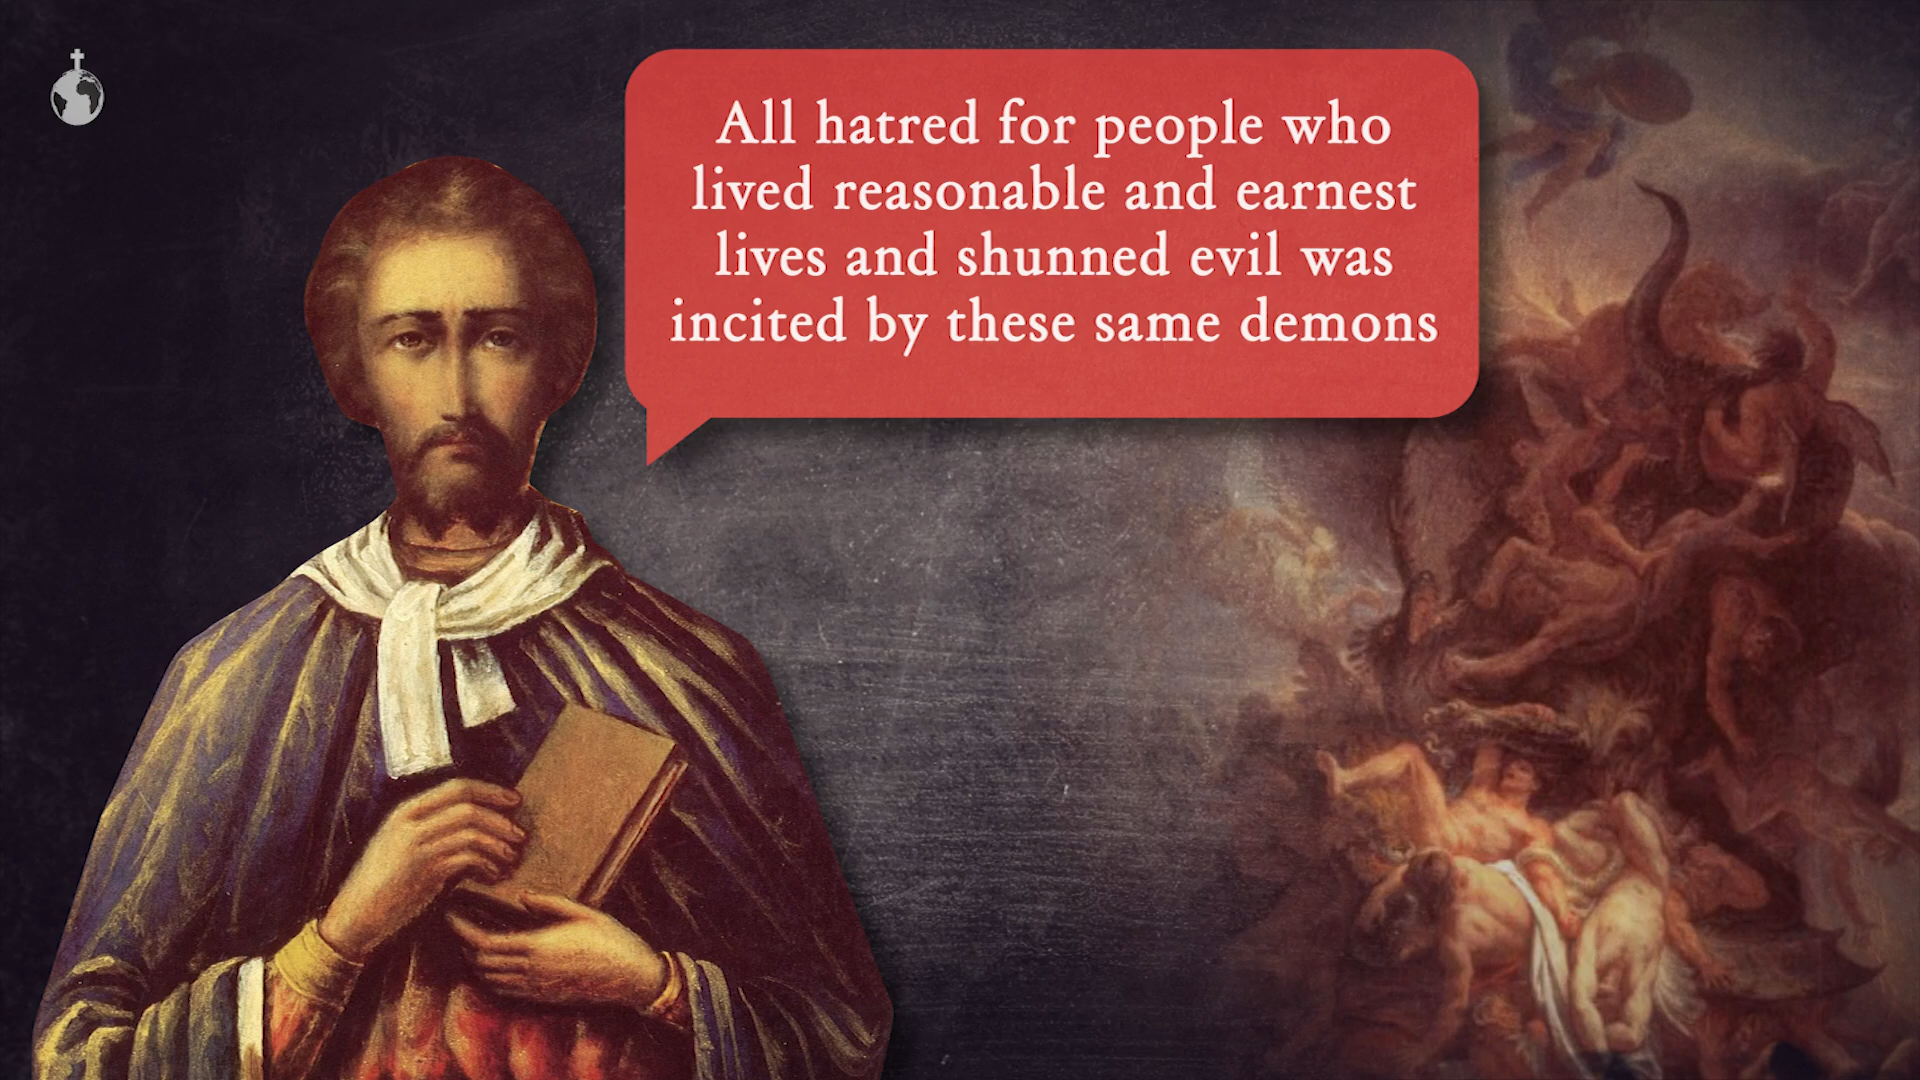 All hatred for people who
lived reasonable and earnest
lives and shunned evil was
incited by these same demons